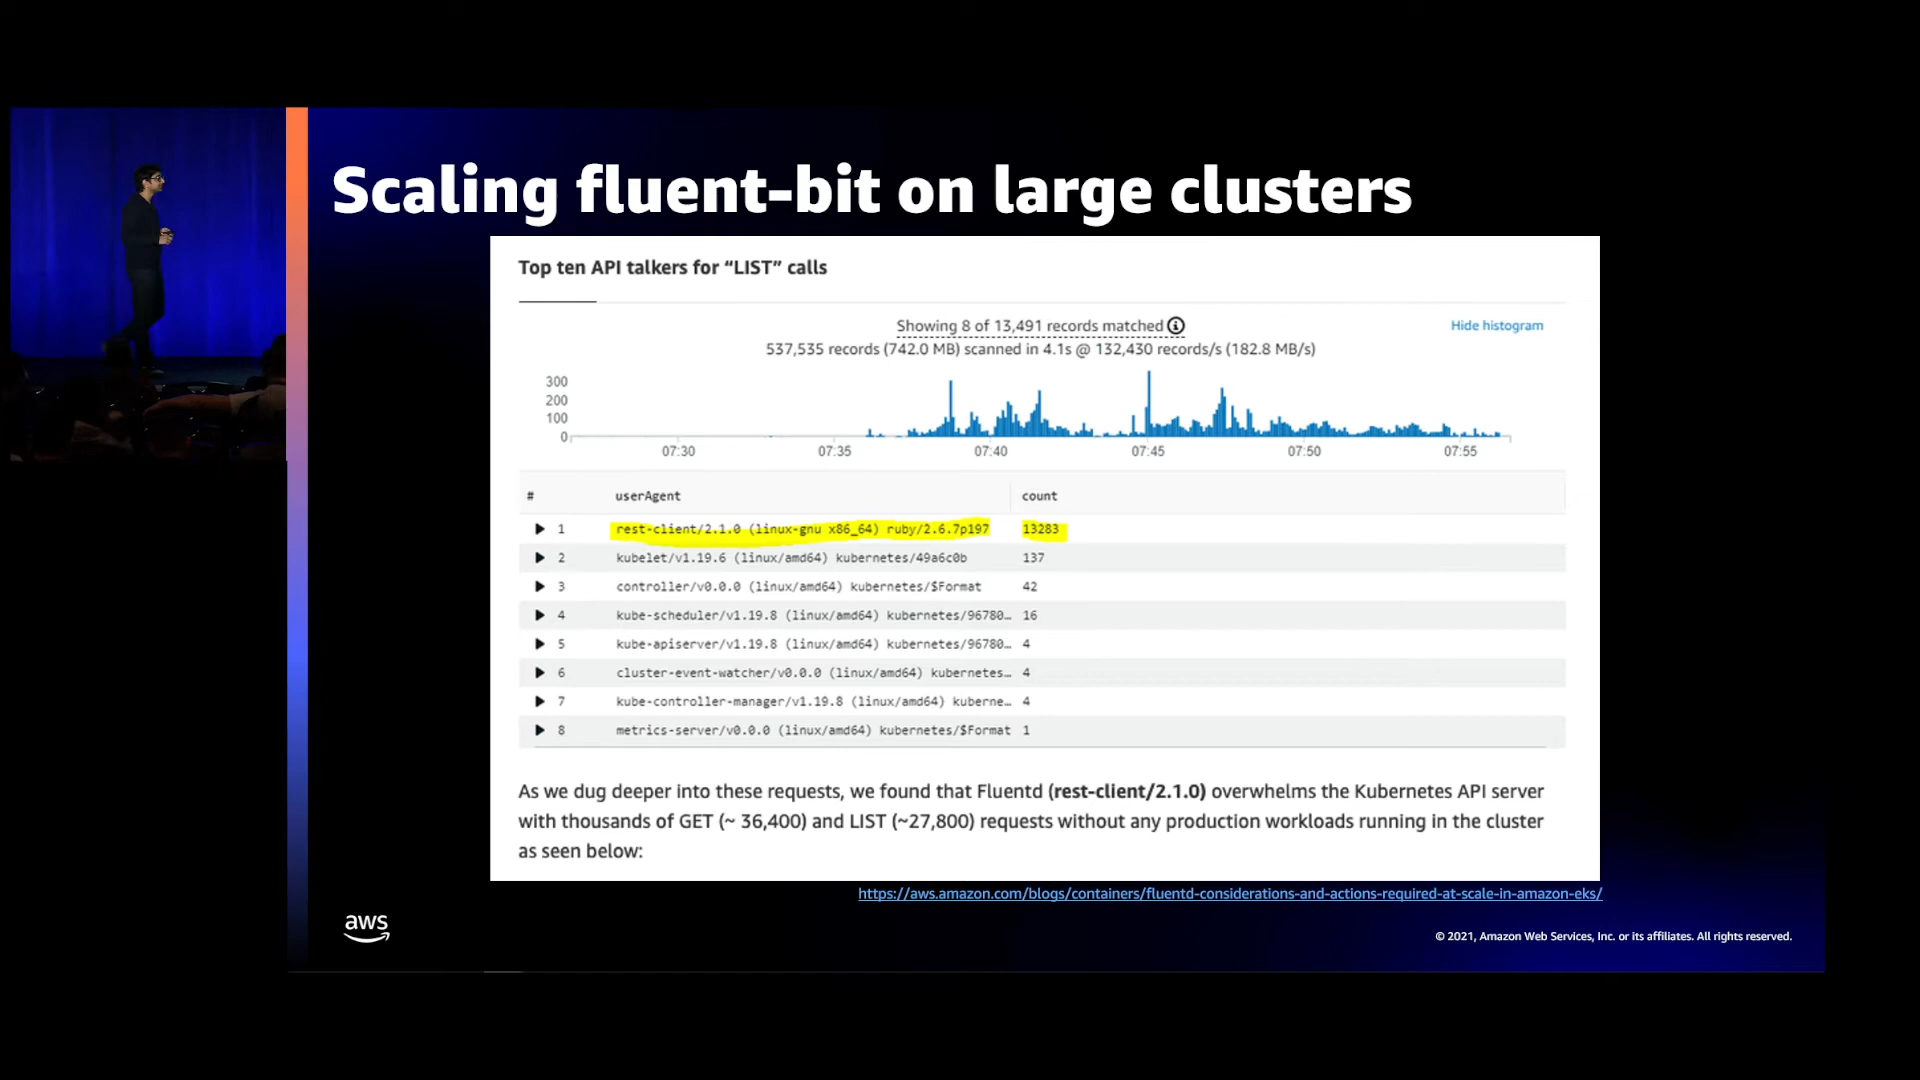 Scaling fluent-bit on large clusters
Top ten API talkers for “LIST” calls
Showing 8 of 13,491 records matched
Hide histogram
537,535 records (742.0 MB) scanned in 4.1s @ 132,430 records/s (182.8 MB/s)
300
200
100
0
07:30 07:35 07:40 07:45 07:50 07:55
# userAgent count
1 rest-client/2.1.0 (linux-gnu x86_64) ruby/2.6.7p197 13283
2 kubelet/v1.19.6 (linux/amd64) kubernetes/49a6c0b 137
3 controller/v0.0.0 (linux/amd64) kubernetes/$Format 42
4 kube-scheduler/v1.19.8 (linux/amd64) kubernetes/96780… 16
5 kube-apiserver/v1.19.8 (linux/amd64) kubernetes/96780… 4
6 cluster-event-watcher/v0.0.0 (linux/amd64) kubernetes… 4
7 kube-controller-manager/v1.19.8 (linux/amd64) kuberne… 4
8 metrics-server/v0.0.0 (linux/amd64) kubernetes/$Format 1
As we dug deeper into these requests, we found that Fluentd (rest-client/2.1.0) overwhelms the Kubernetes API server
with thousands of GET (~ 36,400) and LIST (~27,800) requests without any production workloads running in the cluster
as seen below:
https://aws.amazon.com/blogs/containers/fluentd-considerations-and-actions-required-at-scale-in-amazon-eks/
aws
© 2021, Amazon Web Services, Inc. or its affiliates. All rights reserved.